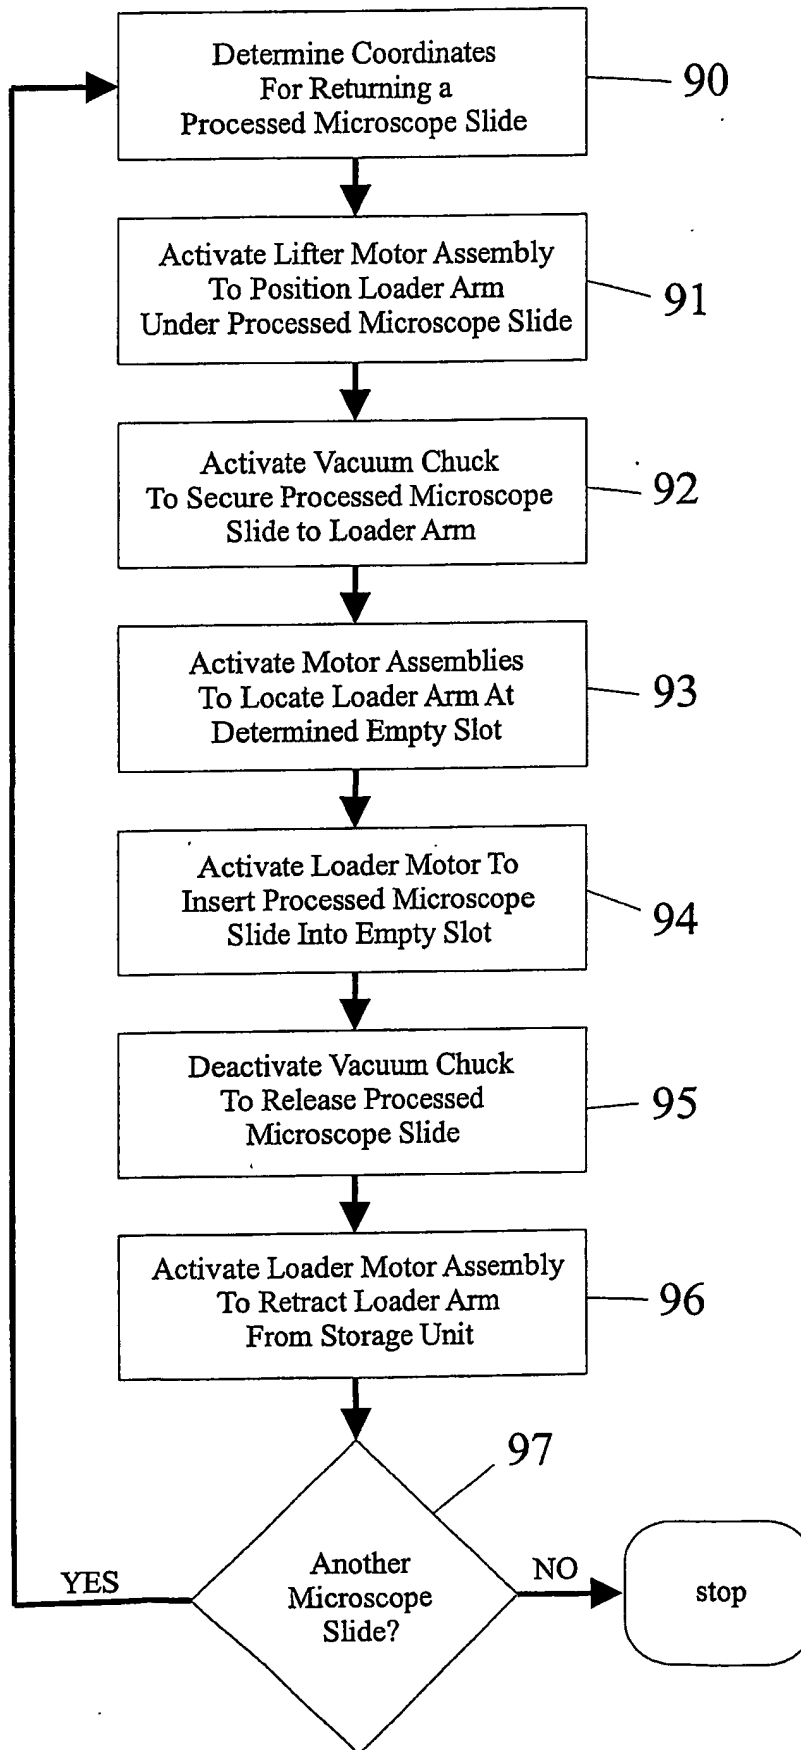 Determine Coordinates
For Returning a
Processed Microscope Slide
90
Activate Lifter Motor Assembly
To Position Loader Arm
Under Processed Microscope Slide
91
Activate Vacuum Chuck
To Secure Processed Microscope
Slide to Loader Arm
92
Activate Motor Assemblies
To Locate Loader Arm At
Determined Empty Slot
93
Activate Loader Motor To
Insert Processed Microscope
Slide Into Empty Slot
94
Deactivate Vacuum Chuck
To Release Processed
Microscope Slide
95
Activate Loader Motor Assembly
To Retract Loader Arm
From Storage Unit
96
97
Another
Microscope
Slide?
YES
NO
stop